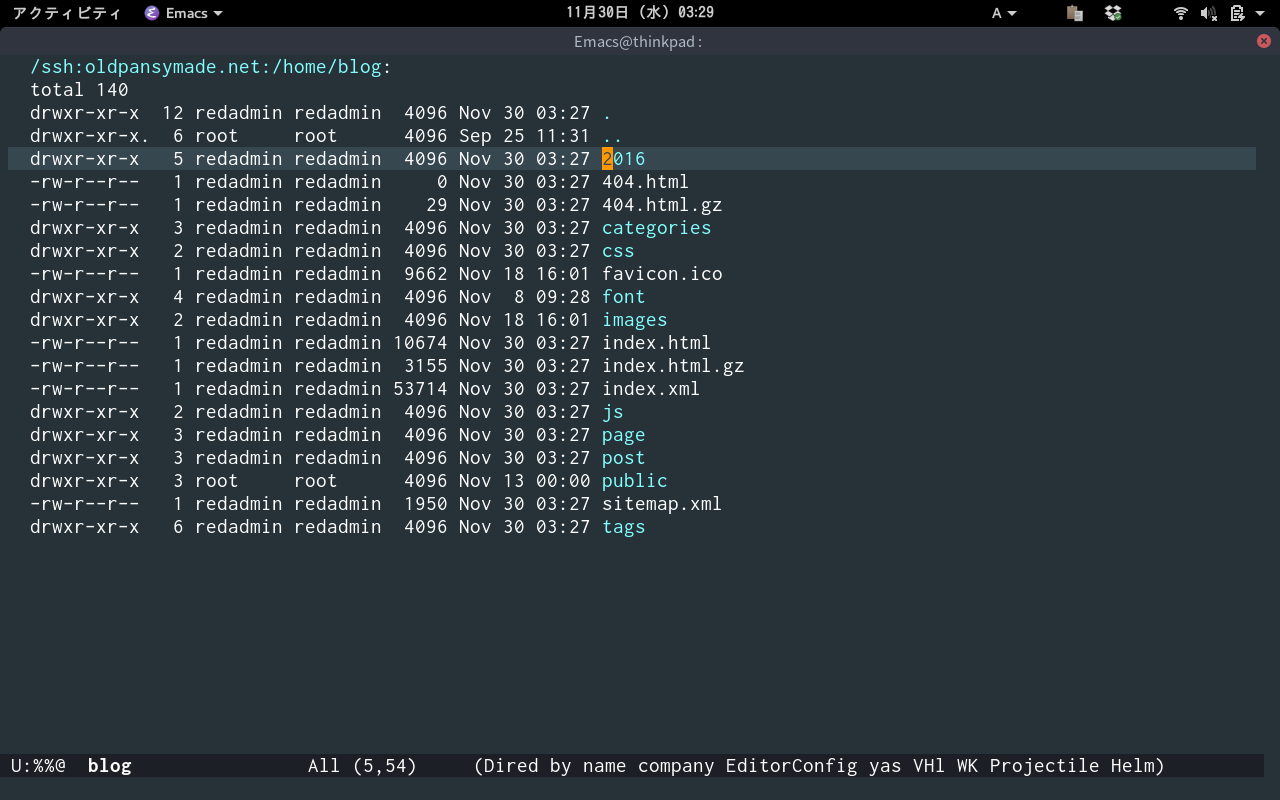 アクティビティ Emacs 11月30日 (水) 03:29 A
Emacs@thinkpad:
/ssh:oldpansymade.net:/home/blog:
total 140
drwxr-xr-x  12 redadmin redadmin  4096 Nov 30 03:27 .
drwxr-xr-x.  6 root     root      4096 Sep 25 11:31 ..
drwxr-xr-x   5 redadmin redadmin  4096 Nov 30 03:27 2016
-rw-r--r--   1 redadmin redadmin     0 Nov 30 03:27 404.html
-rw-r--r--   1 redadmin redadmin    29 Nov 30 03:27 404.html.gz
drwxr-xr-x   3 redadmin redadmin  4096 Nov 30 03:27 categories
drwxr-xr-x   2 redadmin redadmin  4096 Nov 30 03:27 css
-rw-r--r--   1 redadmin redadmin  9662 Nov 18 16:01 favicon.ico
drwxr-xr-x   4 redadmin redadmin  4096 Nov  8 09:28 font
drwxr-xr-x   2 redadmin redadmin  4096 Nov 18 16:01 images
-rw-r--r--   1 redadmin redadmin 10674 Nov 30 03:27 index.html
-rw-r--r--   1 redadmin redadmin  3155 Nov 30 03:27 index.html.gz
-rw-r--r--   1 redadmin redadmin 53714 Nov 30 03:27 index.xml
drwxr-xr-x   2 redadmin redadmin  4096 Nov 30 03:27 js
drwxr-xr-x   3 redadmin redadmin  4096 Nov 30 03:27 page
drwxr-xr-x   3 redadmin redadmin  4096 Nov 30 03:27 post
drwxr-xr-x   3 root     root      4096 Nov 13 00:00 public
-rw-r--r--   1 redadmin redadmin  1950 Nov 30 03:27 sitemap.xml
drwxr-xr-x   6 redadmin redadmin  4096 Nov 30 03:27 tags
U:%%@  blog                All (5,54)     (Dired by name company EditorConfig yas VHl WK Projectile Helm)